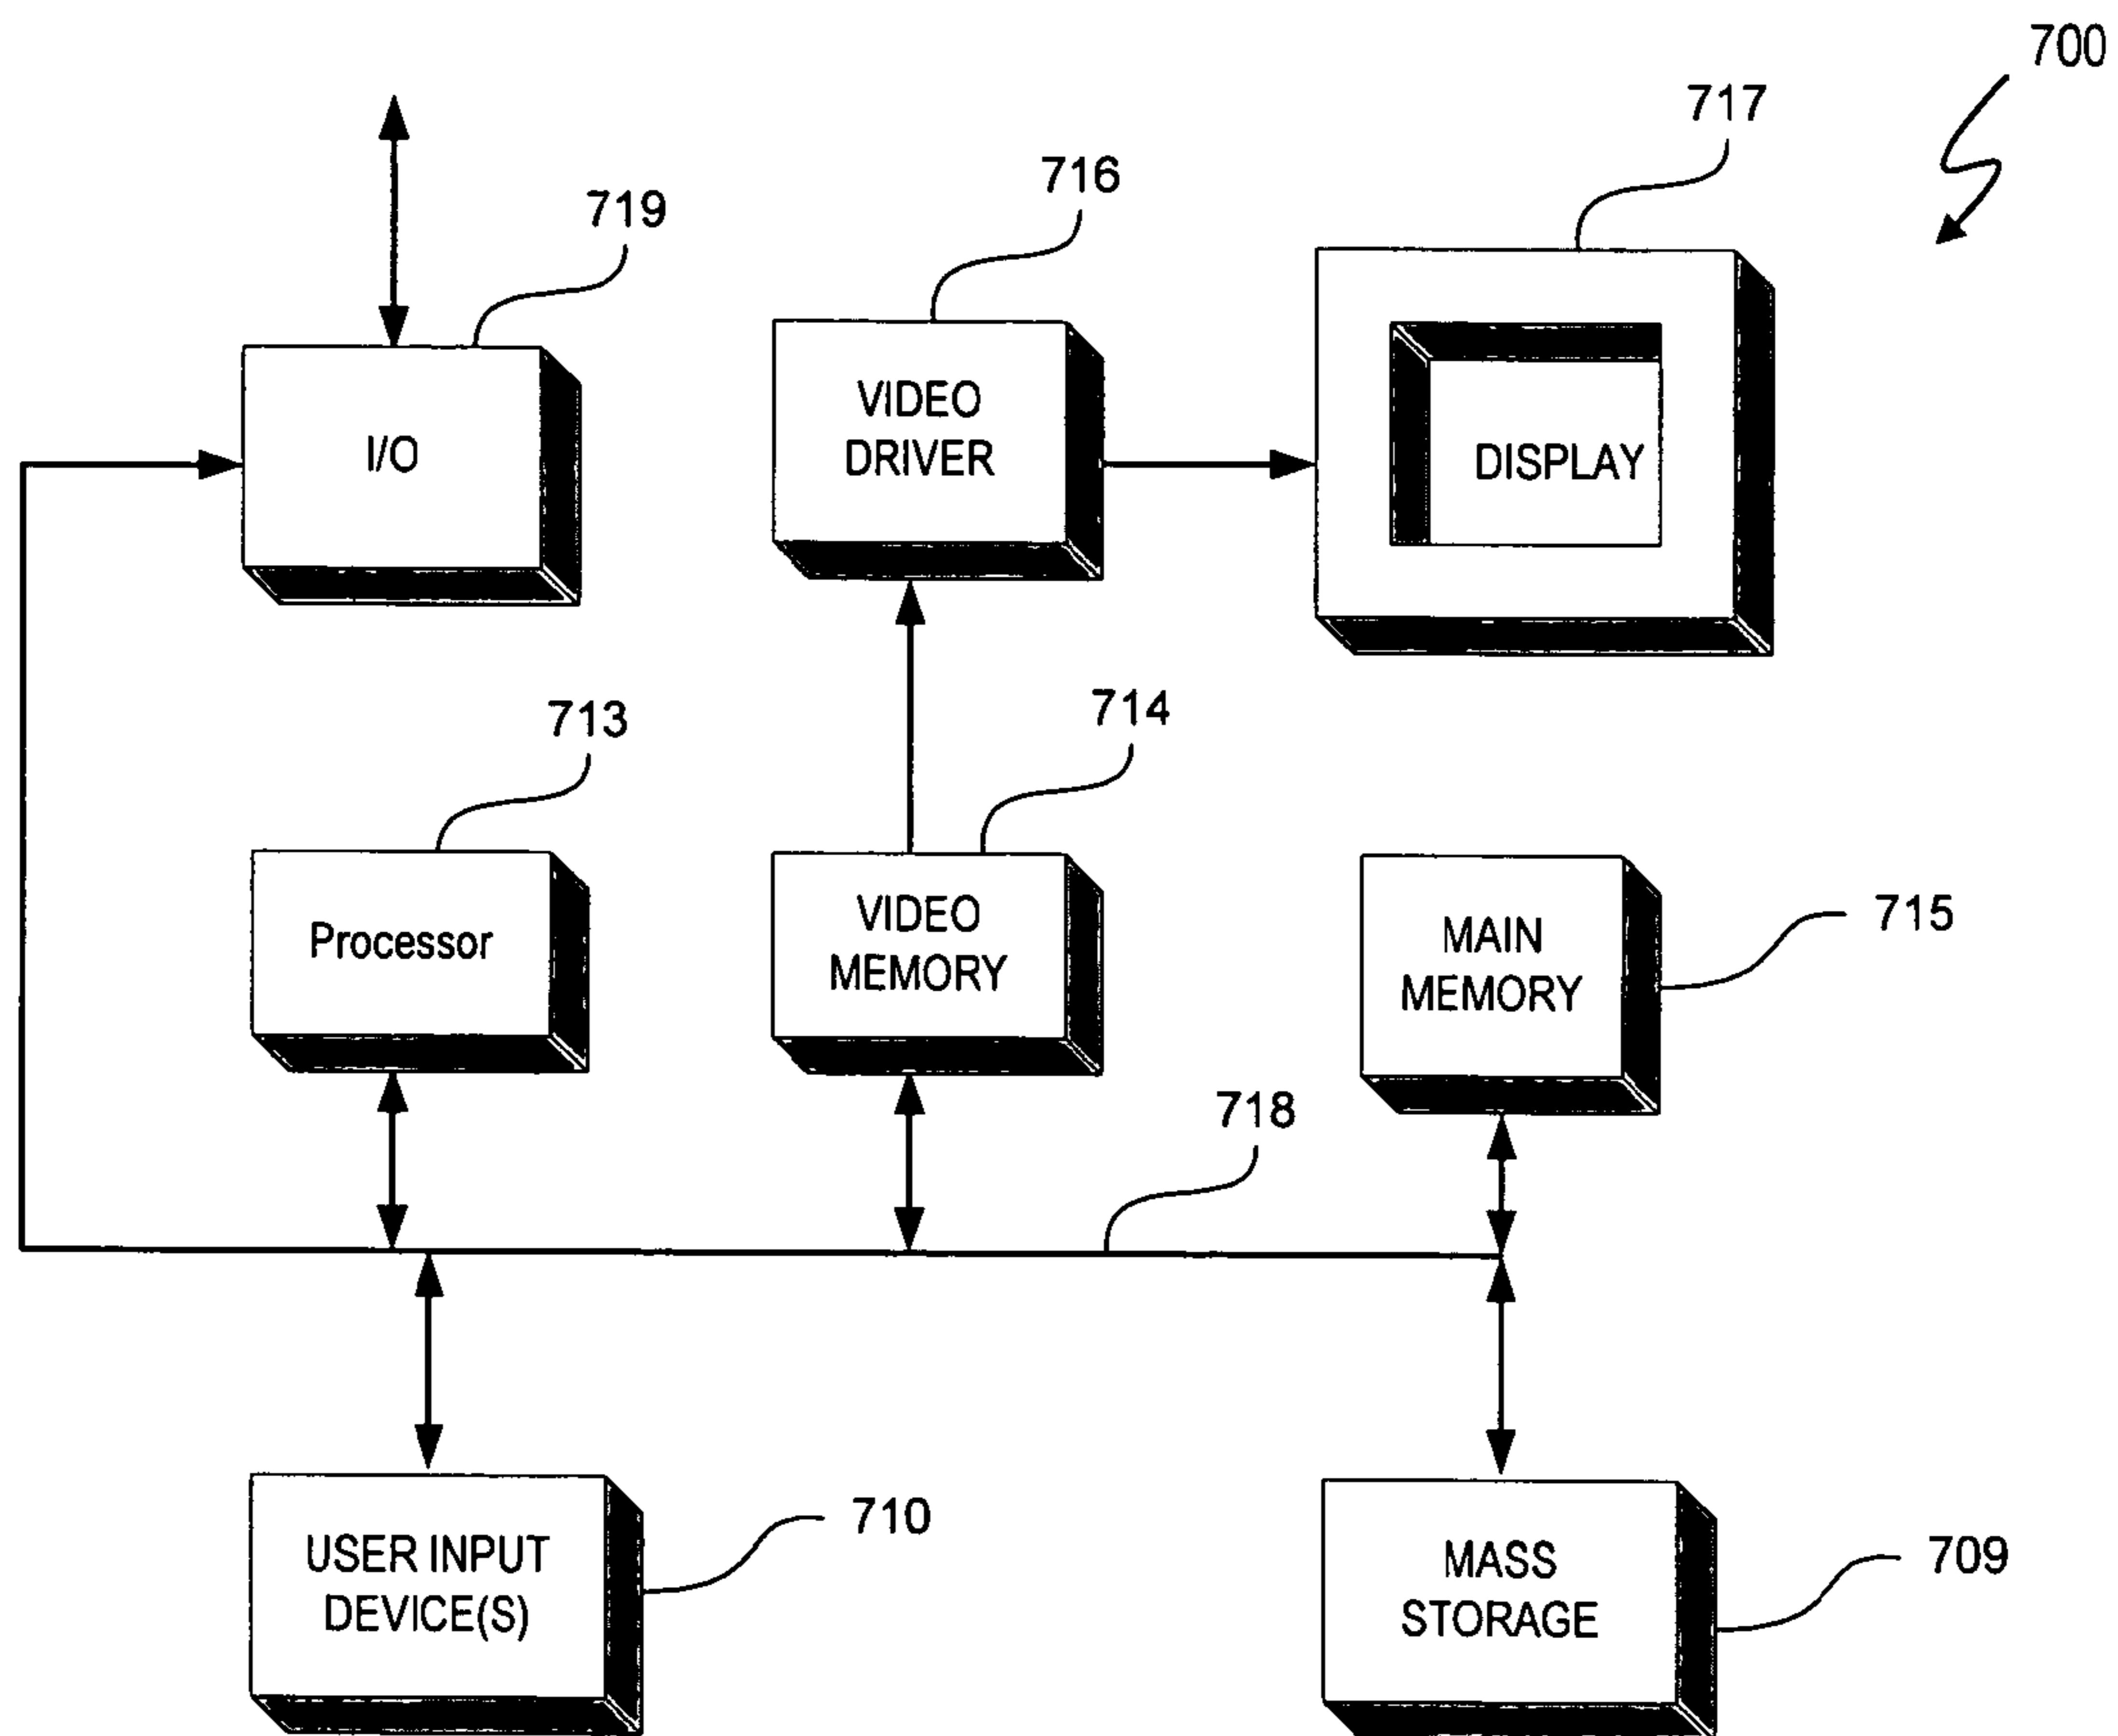 700
717
716
719
I/O
VIDEO
DRIVER
DISPLAY
713
714
Processor
VIDEO
MEMORY
MAIN
MEMORY
715
718
USER INPUT
DEVICE(S)
710
MASS
STORAGE
709